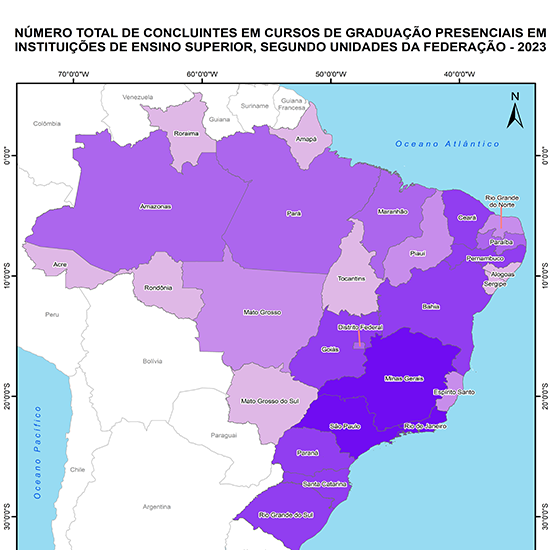 NÚMERO TOTAL DE CONCLUINTES EM CURSOS DE GRADUAÇÃO PRESENCIAIS EM
INSTITUIÇÕES DE ENSINO SUPERIOR, SEGUNDO UNIDADES DA FEDERAÇÃO - 2023
70°0'0"O
60°0'0"O
50°0'0"O
40°0'0"O
Venezuela
Suriname
Guiana
Francesa
N
Colômbia
Roraima
Guiana
Amapá
Oceano Atlântico
0°0'0"
0°0'0"
Rio Grande
do Norte
Amazonas
Pará
Maranhão
Ceará
Paraíba
Piauí
Pernambuco
Acre
Tocantins
Alagoas
10°0'0"S
10°0'0"S
Rondônia
Sergipe
Bahia
Mato Grosso
Peru
Distrito Federal
Goiás
Bolívia
Minas Gerais
Espírito Santo
20°0'0"S
20°0'0"S
Mato Grosso do Sul
São Paulo
Rio de Janeiro
Paraguai
Oceano Pacífico
Paraná
Chile
Santa Catarina
Argentina
Rio Grande do Sul
30°0'0"S
30°0'0"S